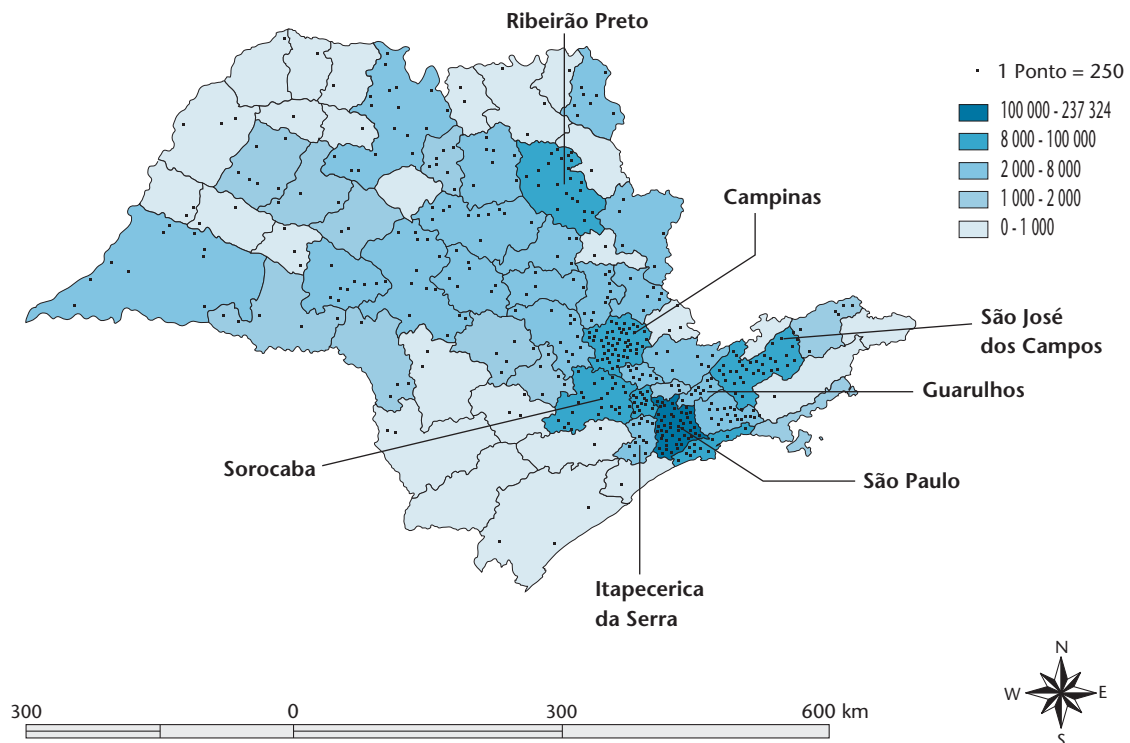 Ribeirão Preto
1 Ponto = 250
100 000 - 237 324
8 000 - 100 000
2 000 - 8 000
1 000 - 2 000
0 - 1 000
Campinas
São José
dos Campos
Guarulhos
Sorocaba
São Paulo
Itapecerica
da Serra
N
W
E
S
300
0
300
600 km